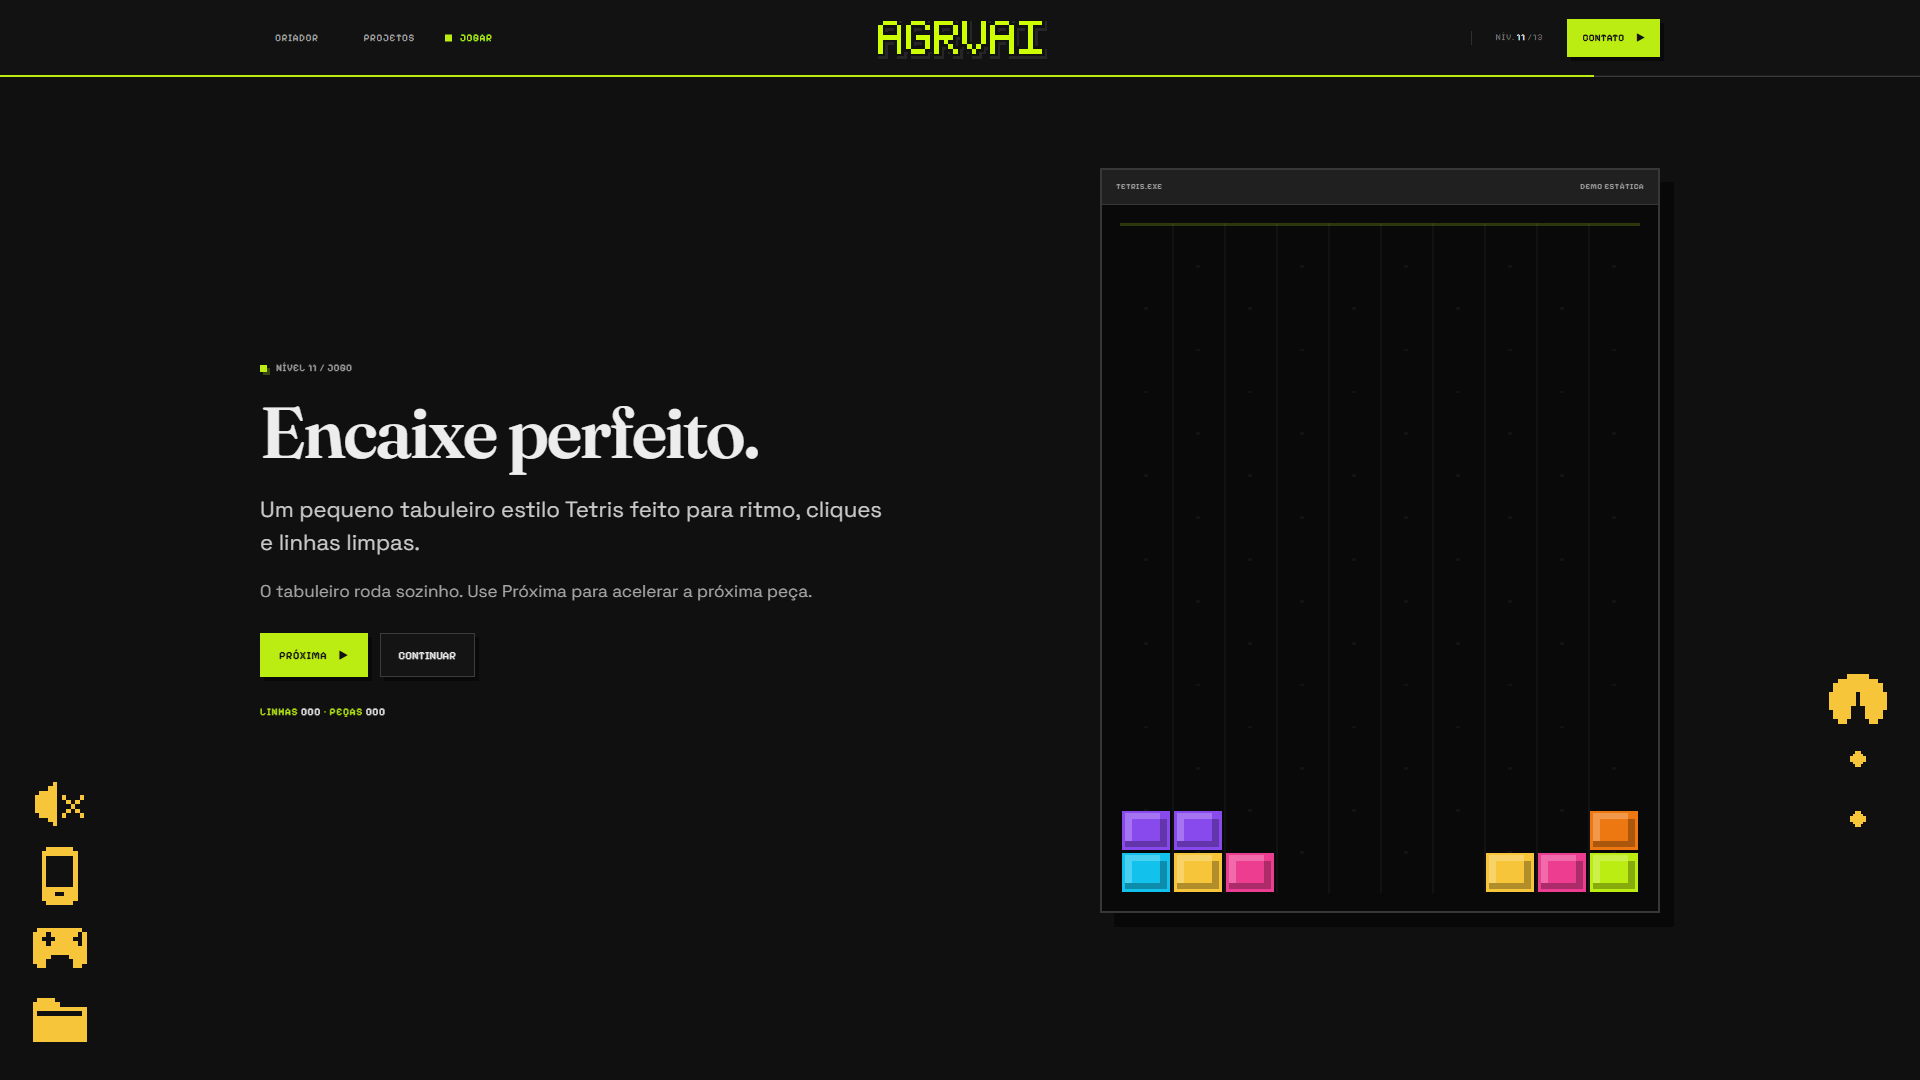 CRIADOR
PROJETOS
JOGAR
AGRVAI
NÍV. 11 /13
CONTATO
TETRIS.EXE
DEMO ESTÁTICA
NÍVEL 11 / JOGO
Encaixe perfeito.
Um pequeno tabuleiro estilo Tetris feito para ritmo, cliques
e linhas limpas.
O tabuleiro roda sozinho. Use Próxima para acelerar a próxima peça.
PRÓXIMA
CONTINUAR
LINHAS 000 · PEÇAS 000